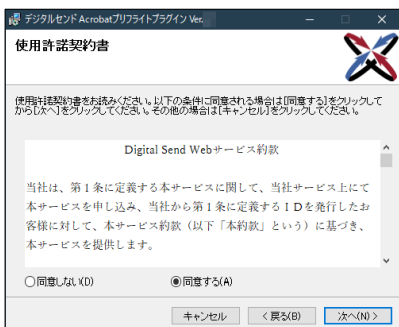 デジタルセンド Acrobatプリフライトプラグイン Ver.
使用許諾契約書
使用許諾契約書をお読みください。以下の条件に同意される場合は[同意する]をクリックして
から[次へ]をクリックしてください。その他の場合は[キャンセル]をクリックしてください。
Digital Send Webサービス約款
当社は、第1条に定義する本サービスに関して、当社サービス上にて
本サービスを申し込み、当社から第1条に定義するIDを発行したお
客様に対して、本サービス約款（以下「本約款」という）に基づき、
本サービスを提供します。
同意しない(D)
同意する(A)
キャンセル
< 戻る(B)
次へ(N) >